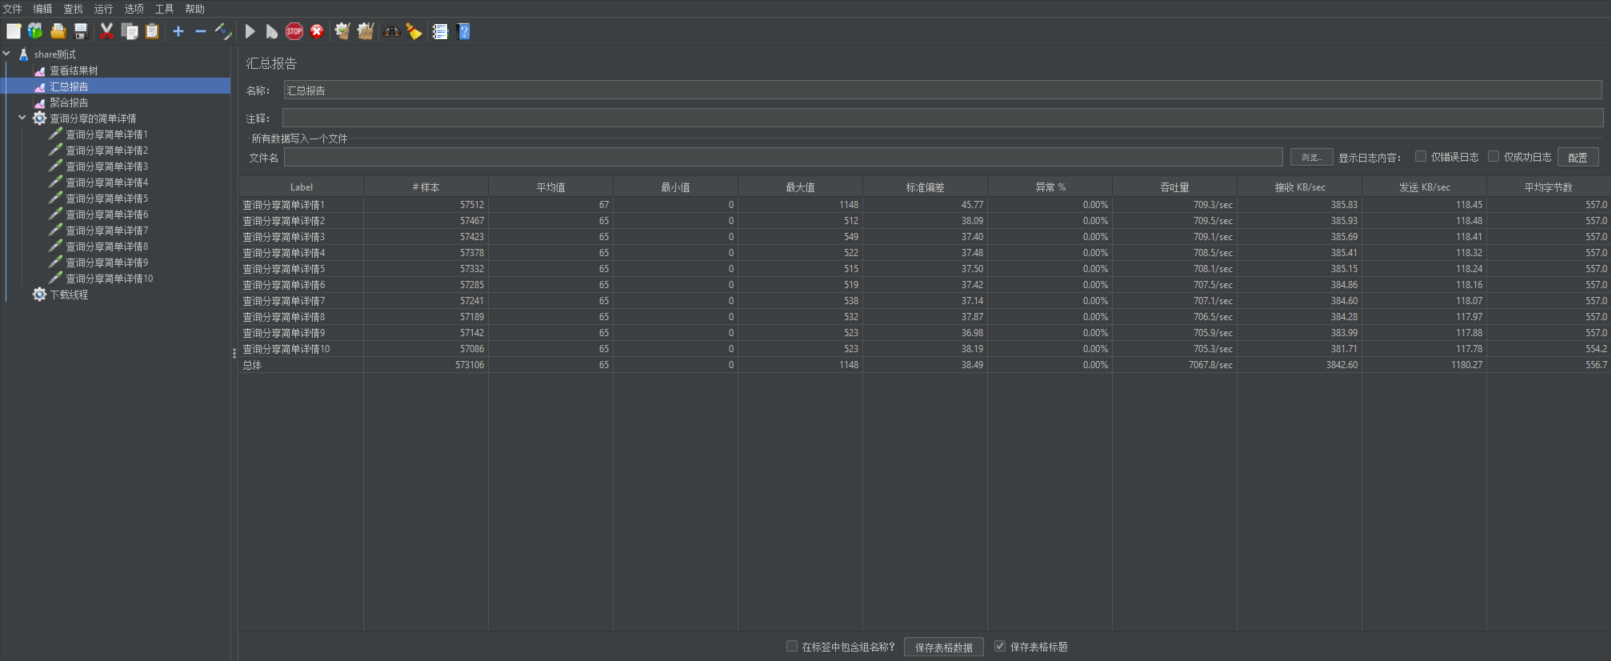 文件 编辑 查找 运行 选项 工具 帮助
STOP
share测试
查看结果树
汇总报告
聚合报告
查询分享的简单详情
查询分享简单详情1
查询分享简单详情2
查询分享简单详情3
查询分享简单详情4
查询分享简单详情5
查询分享简单详情6
查询分享简单详情7
查询分享简单详情8
查询分享简单详情9
查询分享简单详情10
下载线程
汇总报告
名称： 汇总报告
注释：
所有数据写入一个文件
文件名 浏览... 显示日志内容： 仅错误日志 仅成功日志 配置
Label # 样本 平均值 最小值 最大值 标准偏差 异常 % 吞吐量 接收 KB/sec 发送 KB/sec 平均字节数
查询分享简单详情1 57512 67 0 1148 45.77 0.00% 709.3/sec 385.83 118.45 557.0
查询分享简单详情2 57467 65 0 512 38.09 0.00% 709.5/sec 385.93 118.48 557.0
查询分享简单详情3 57423 65 0 549 37.40 0.00% 709.1/sec 385.69 118.41 557.0
查询分享简单详情4 57378 65 0 522 37.48 0.00% 708.5/sec 385.41 118.32 557.0
查询分享简单详情5 57332 65 0 515 37.50 0.00% 708.1/sec 385.15 118.24 557.0
查询分享简单详情6 57285 65 0 519 37.42 0.00% 707.5/sec 384.86 118.16 557.0
查询分享简单详情7 57241 65 0 538 37.14 0.00% 707.1/sec 384.60 118.07 557.0
查询分享简单详情8 57189 65 0 532 37.87 0.00% 706.5/sec 384.28 117.97 557.0
查询分享简单详情9 57142 65 0 523 36.98 0.00% 705.9/sec 383.99 117.88 557.0
查询分享简单详情10 57086 65 0 523 38.19 0.00% 705.3/sec 381.71 117.78 554.2
总体 573106 65 0 1148 38.49 0.00% 7067.8/sec 3842.60 1180.27 556.7
在标签中包含组名称？ 保存表格数据 保存表格标题